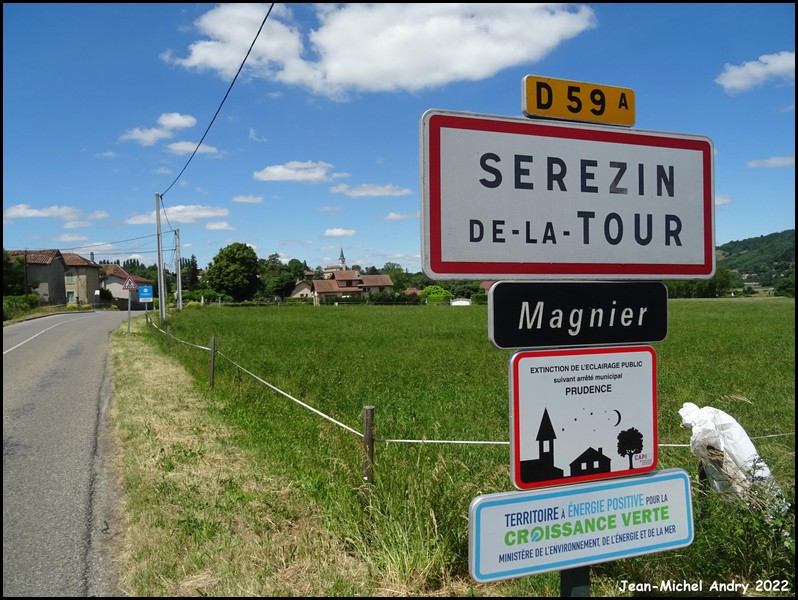 D 59 A
SEREZIN
DE-LA-TOUR
Magnier
EXTINCTION DE L'ECLAIRAGE PUBLIC
suivant arrêté municipal
PRUDENCE
CAPI
TERRITOIRE À ÉNERGIE POSITIVE POUR LA
CROISSANCE VERTE
MINISTÈRE DE L'ENVIRONNEMENT, DE L'ÉNERGIE ET DE LA MER
Jean-Michel Andry 2022